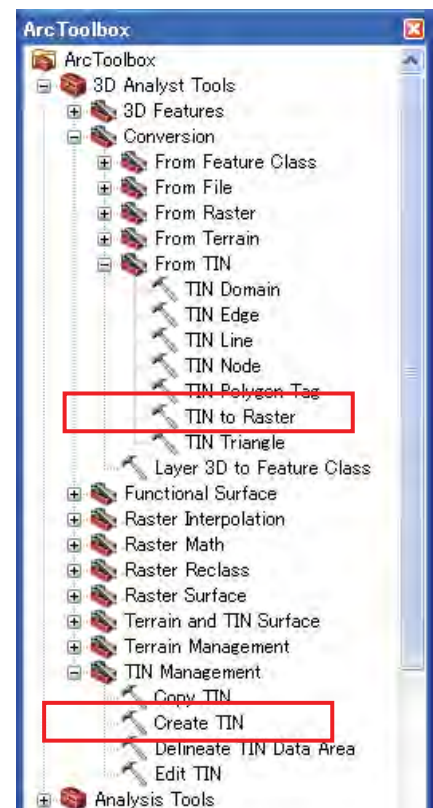 ArcToolbox
ArcToolbox
3D Analyst Tools
3D Features
Conversion
From Feature Class
From File
From Raster
From Terrain
From TIN
TIN Domain
TIN Edge
TIN Line
TIN Node
TIN Polygon Tag
TIN to Raster
TIN Triangle
Layer 3D to Feature Class
Functional Surface
Raster Interpolation
Raster Math
Raster Reclass
Raster Surface
Terrain and TIN Surface
Terrain Management
TIN Management
Copy TIN
Create TIN
Delineate TIN Data Area
Edit TIN
Analysis Tools